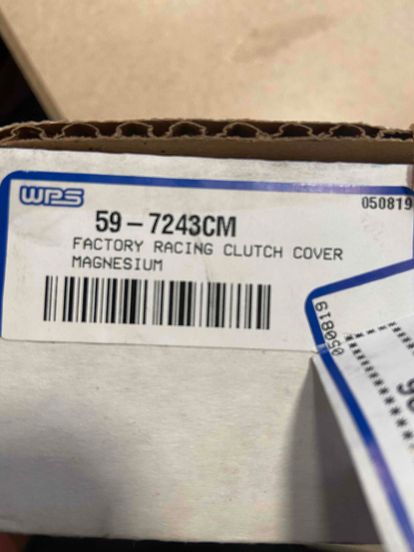 WPS
050819
59-7243CM
FACTORY RACING CLUTCH COVER
MAGNESIUM
050819